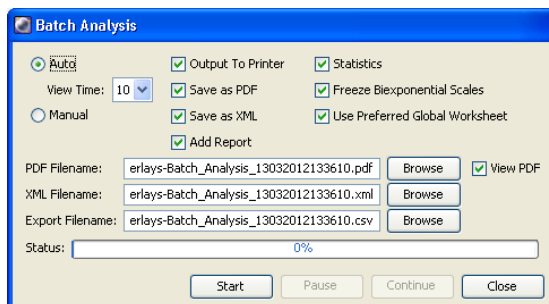 Batch Analysis
Auto
Output To Printer
Statistics
View Time: 10
Save as PDF
Freeze Biexponential Scales
Manual
Save as XML
Use Preferred Global Worksheet
Add Report
PDF Filename: erlays-Batch_Analysis_13032012133610.pdf Browse View PDF
XML Filename: erlays-Batch_Analysis_13032012133610.xml Browse
Export Filename: erlays-Batch_Analysis_13032012133610.csv Browse
Status: 0%
Start Pause Continue Close